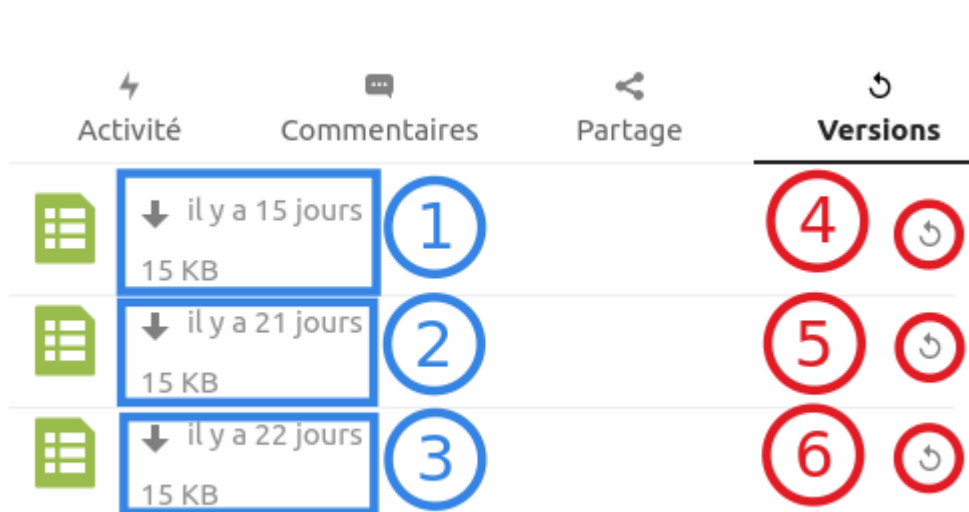 Activité Commentaires Partage Versions
il y a 15 jours 1 4
15 KB
il y a 21 jours 2 5
15 KB
il y a 22 jours 3 6
15 KB